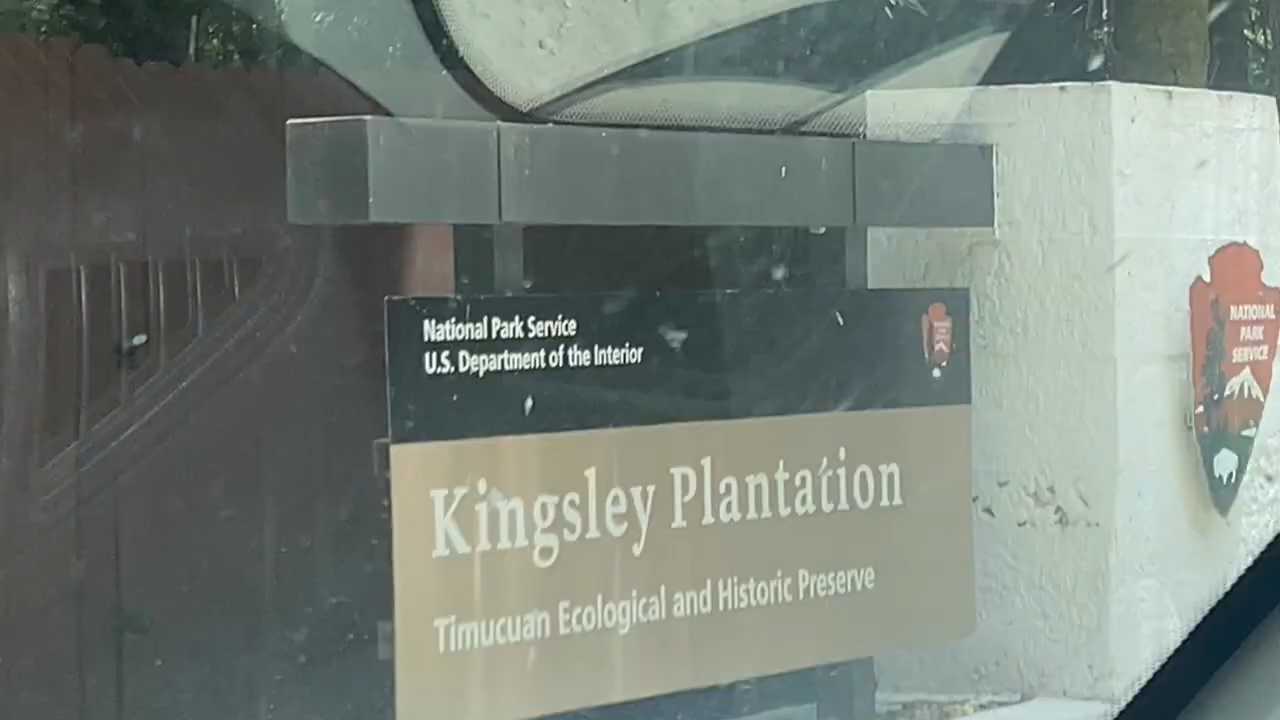 National Park Service
U.S. Department of the Interior
Kingsley Plantation
Timucuan Ecological and Historic Preserve
NATIONAL
PARK
SERVICE